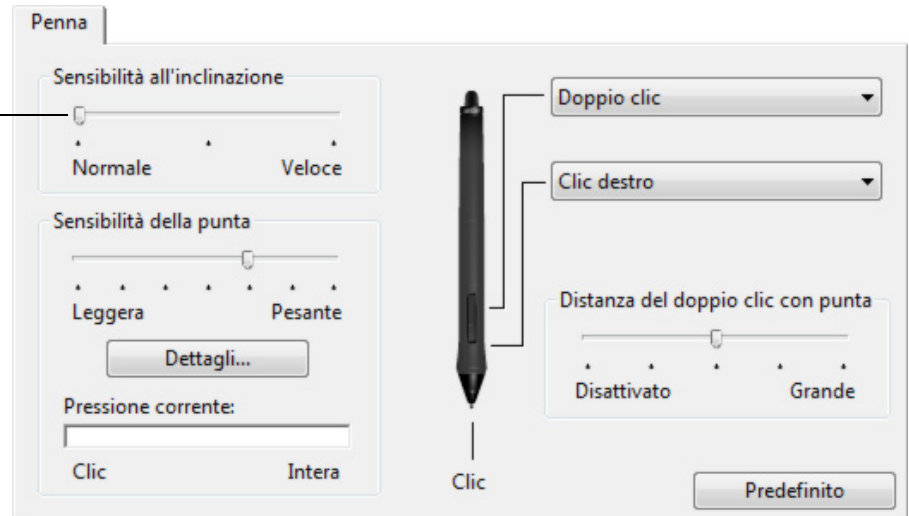 Penna
Sensibilità all'inclinazione
Normale Veloce
Sensibilità della punta
Leggera Pesante
Dettagli...
Pressione corrente:
Clic Intera
Clic
Doppio clic
Clic destro
Distanza del doppio clic con punta
Disattivato Grande
Predefinito